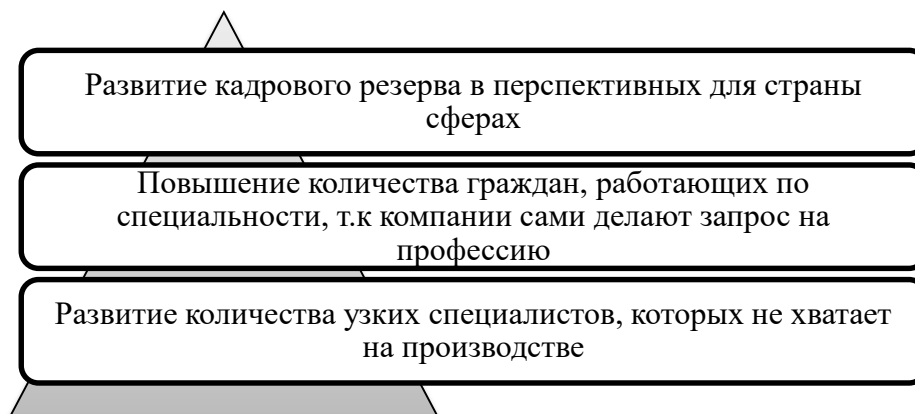 Развитие кадрового резерва в перспективных для страны
сферах
Повышение количества граждан, работающих по
специальности, т.к компании сами делают запрос на
профессию
Развитие количества узких специалистов, которых не хватает
на производстве